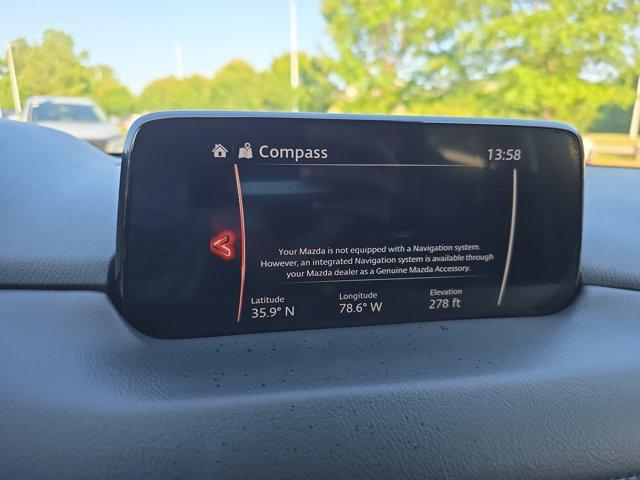 Compass 13:58
Your Mazda is not equipped with a Navigation system.
However, an integrated Navigation system is available through
your Mazda dealer as a Genuine Mazda Accessory.
Latitude Longitude Elevation
35.9° N 78.6° W 278 ft